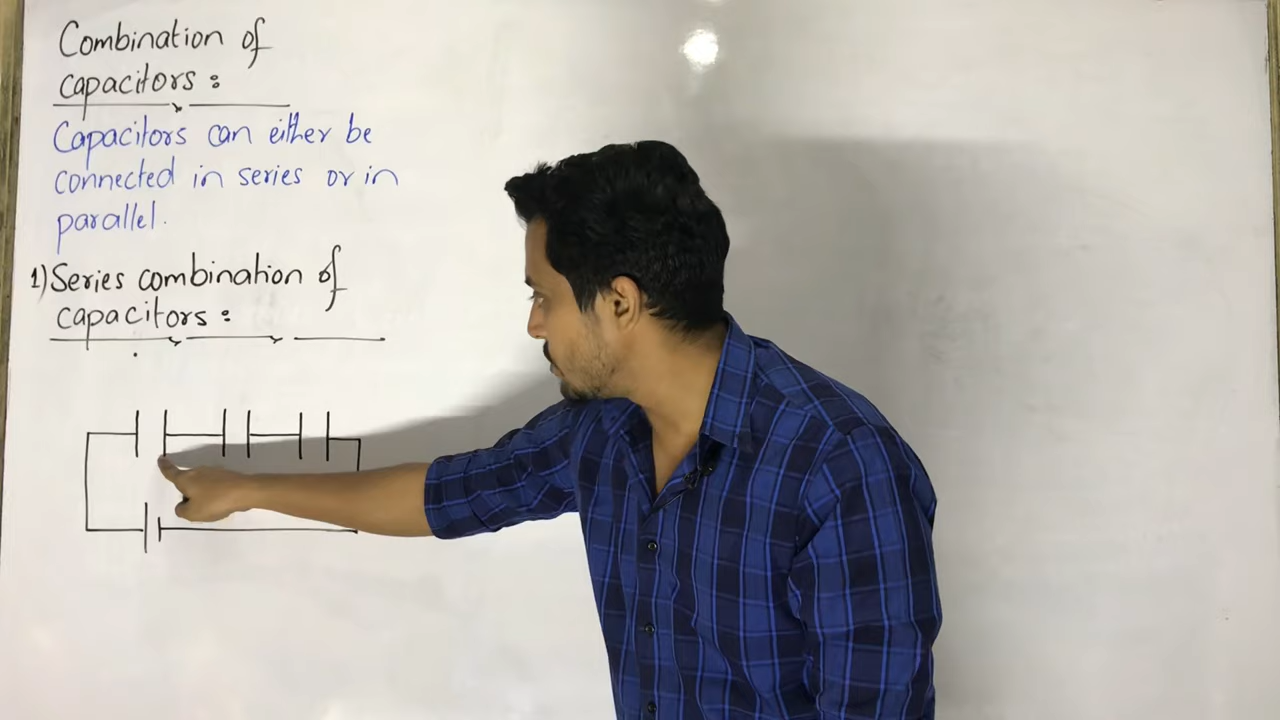 Combination of
capacitors :
Capacitors can either be
connected in series or in
parallel.
1) Series combination of
capacitors :